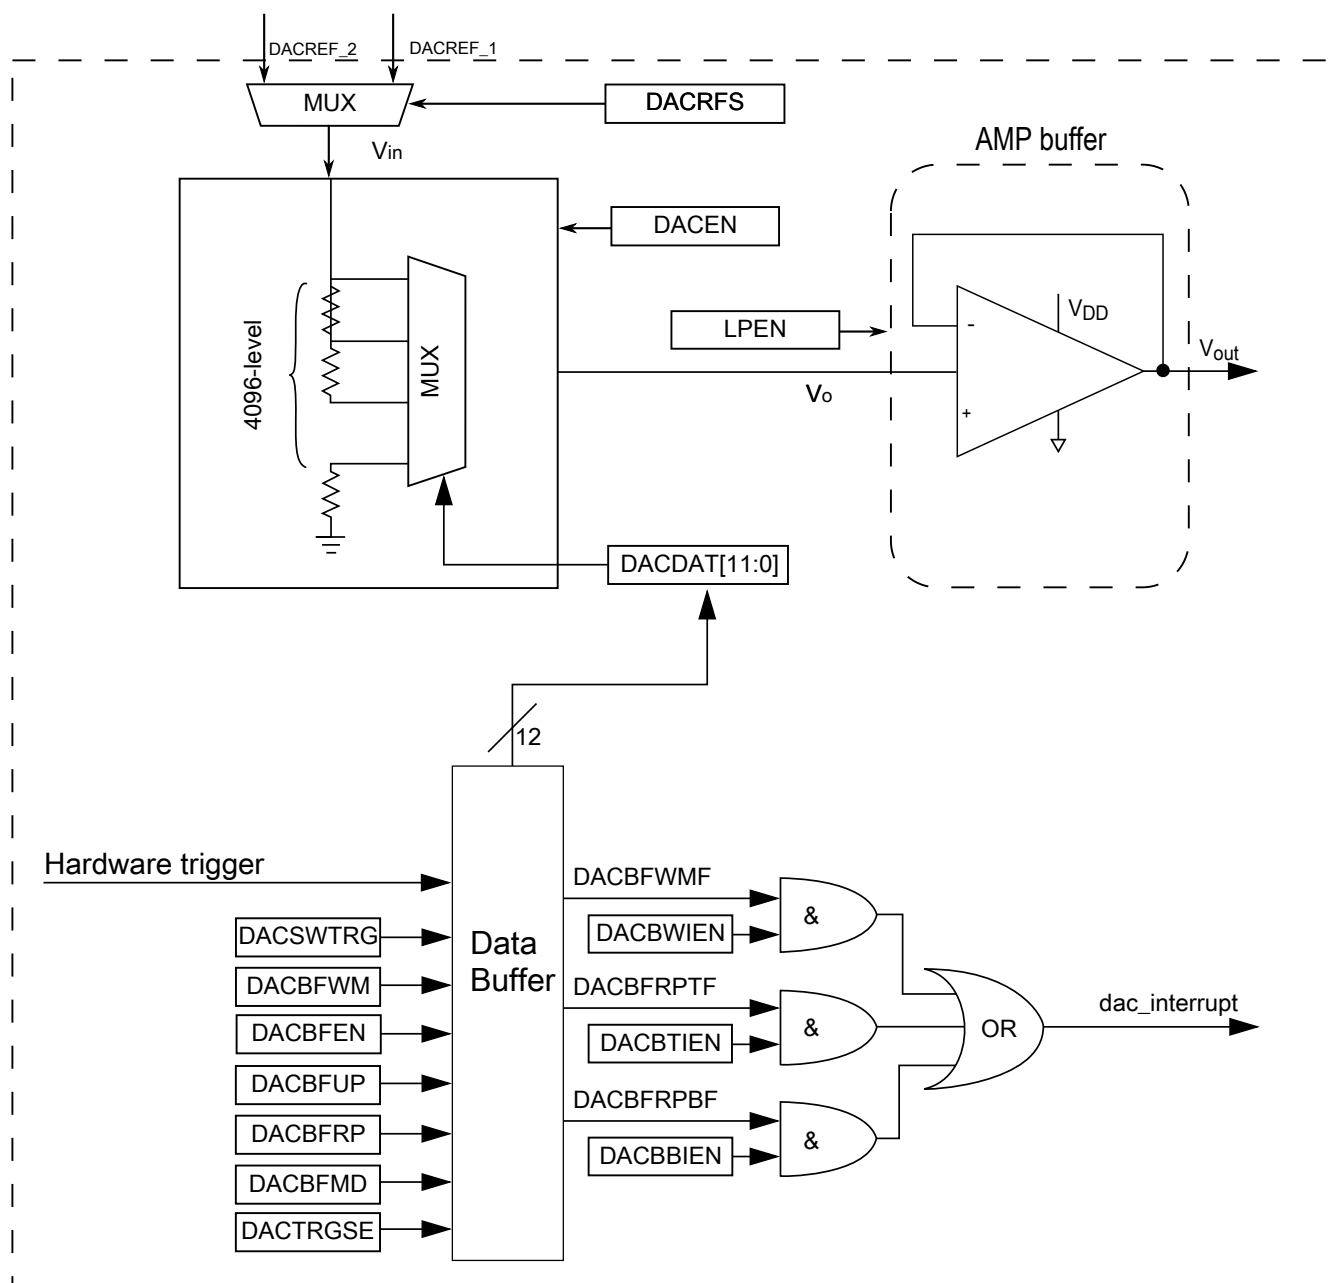 DACREF_2
DACREF_1
MUX
DACRFS
Vin
AMP buffer
DACEN
VDD
LPEN
-
Vout
4096-level
MUX
Vo
+
DACDAT[11:0]
12
Hardware trigger
DACBFWMF
&
DACSWTRG
DACBWIEN
Data
Buffer
DACBFWM
DACBFRPTF
dac_interrupt
DACBFEN
DACBTIEN
&
OR
DACBFUP
DACBFRPBF
DACBFRP
&
DACBBIEN
DACBFMD
DACTRGSE